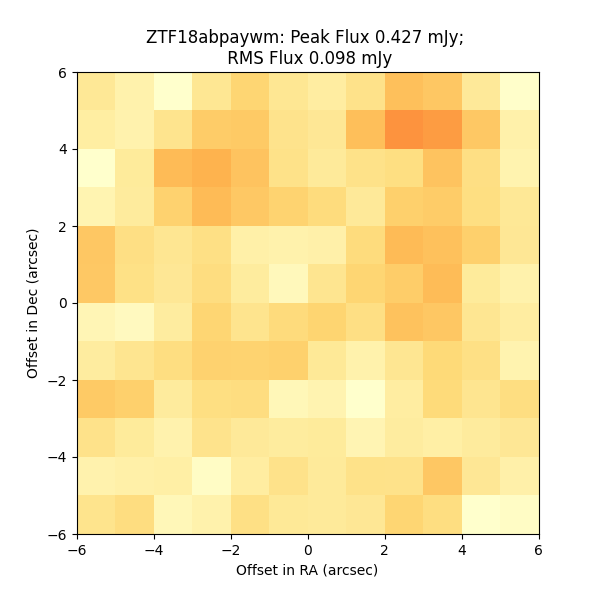 ZTF18abpaywm: Peak Flux 0.427 mJy;
RMS Flux 0.098 mJy
6
4
2
0
−2
−4
−6
Offset in Dec (arcsec)
−6 −4 −2 0 2 4 6
Offset in RA (arcsec)